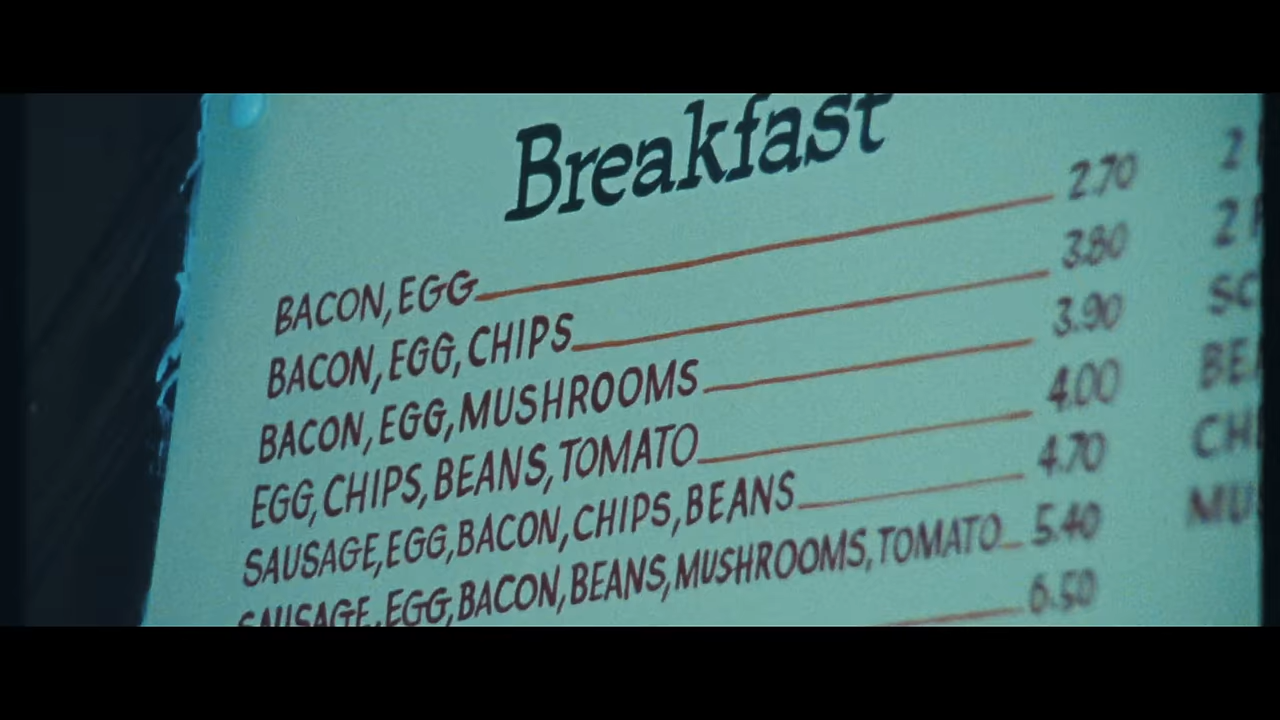 Breakfast
BACON, EGG 2.70
BACON, EGG, CHIPS 3.80
BACON, EGG, MUSHROOMS 3.90
EGG, CHIPS, BEANS, TOMATO 4.00
SAUSAGE, EGG, BACON, CHIPS, BEANS 4.70
SAUSAGE, EGG, BACON, BEANS, MUSHROOMS, TOMATO 5.40
6.50
2
2